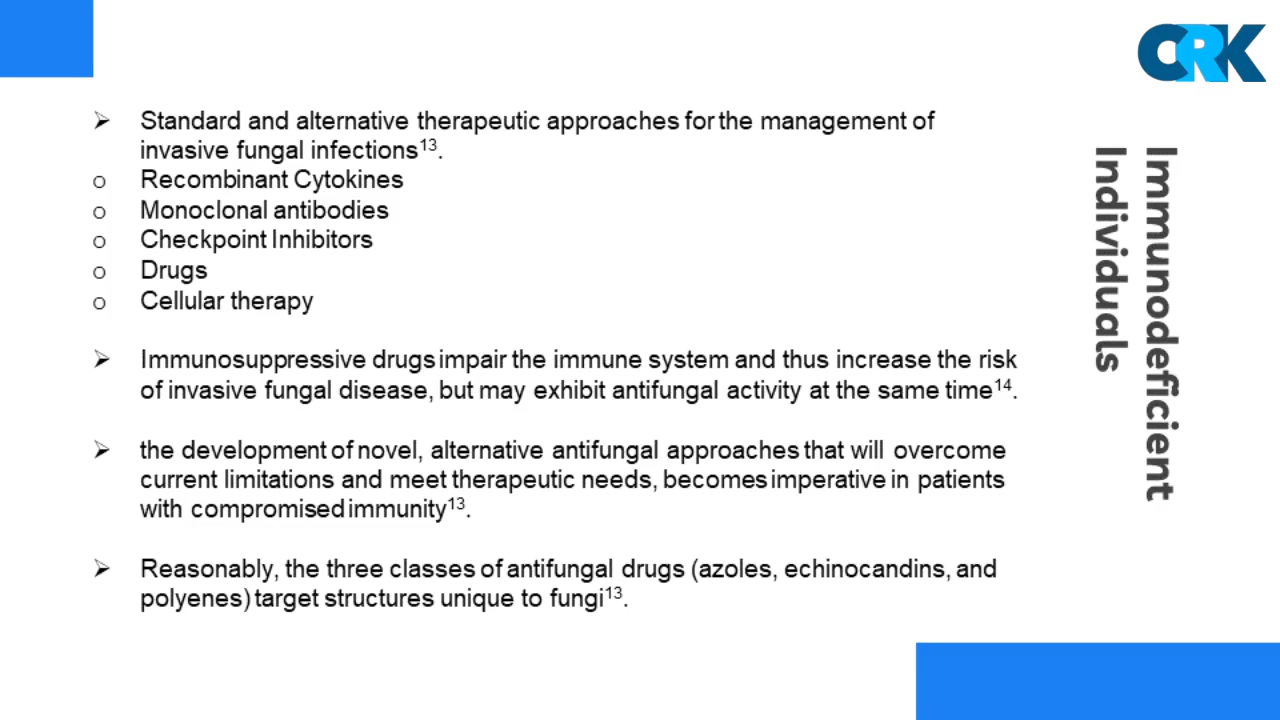 CRK
➢ Standard and alternative therapeutic approaches for the management of
invasive fungal infections¹³.
o Recombinant Cytokines
o Monoclonal antibodies
o Checkpoint Inhibitors
o Drugs
o Cellular therapy
➢ Immunosuppressive drugs impair the immune system and thus increase the risk
of invasive fungal disease, but may exhibit antifungal activity at the same time¹⁴.
➢ the development of novel, alternative antifungal approaches that will overcome
current limitations and meet therapeutic needs, becomes imperative in patients
with compromised immunity¹³.
➢ Reasonably, the three classes of antifungal drugs (azoles, echinocandins, and
polyenes) target structures unique to fungi¹³.
Immunodeficient
Individuals